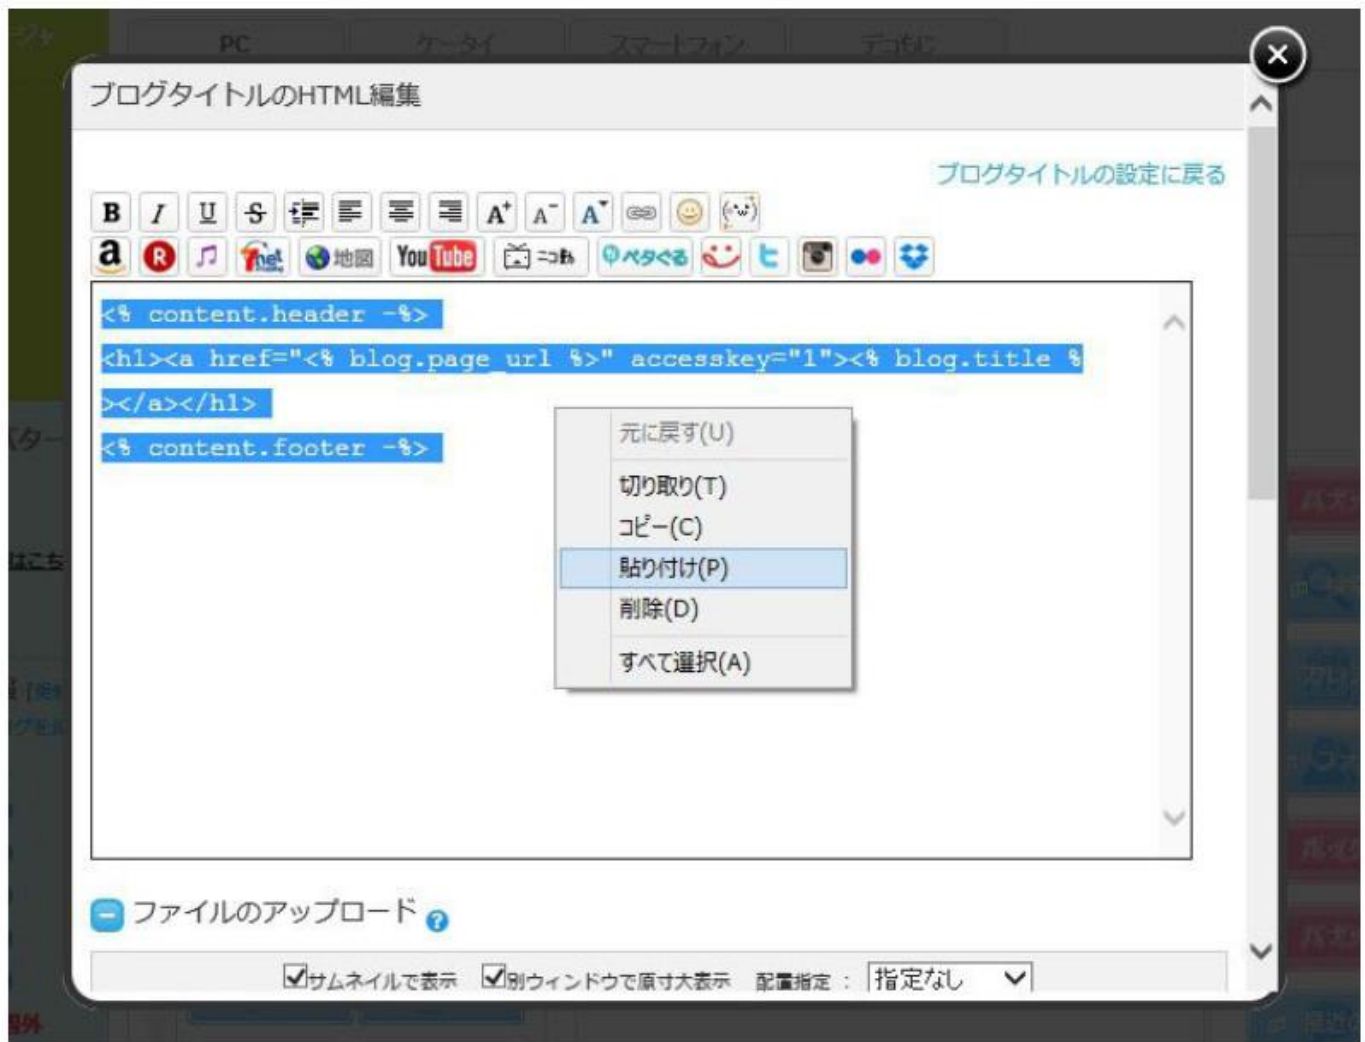 PC
ケータイ
スマートフォン
デコもじ
ブログタイトルのHTML編集
ブログタイトルの設定に戻る
B I U S A⁺ A⁻ A
a R 7net 地図 YouTube ニコ動 ペタぐる
<% content.header -%>
<h1><a href="<% blog.page_url %>" accesskey="1"><% blog.title %
></a></h1>
<% content.footer -%>
元に戻す(U)
切り取り(T)
コピー(C)
貼り付け(P)
削除(D)
すべて選択(A)
ファイルのアップロード ?
サムネイルで表示 別ウィンドウで原寸大表示 配置指定 : 指定なし